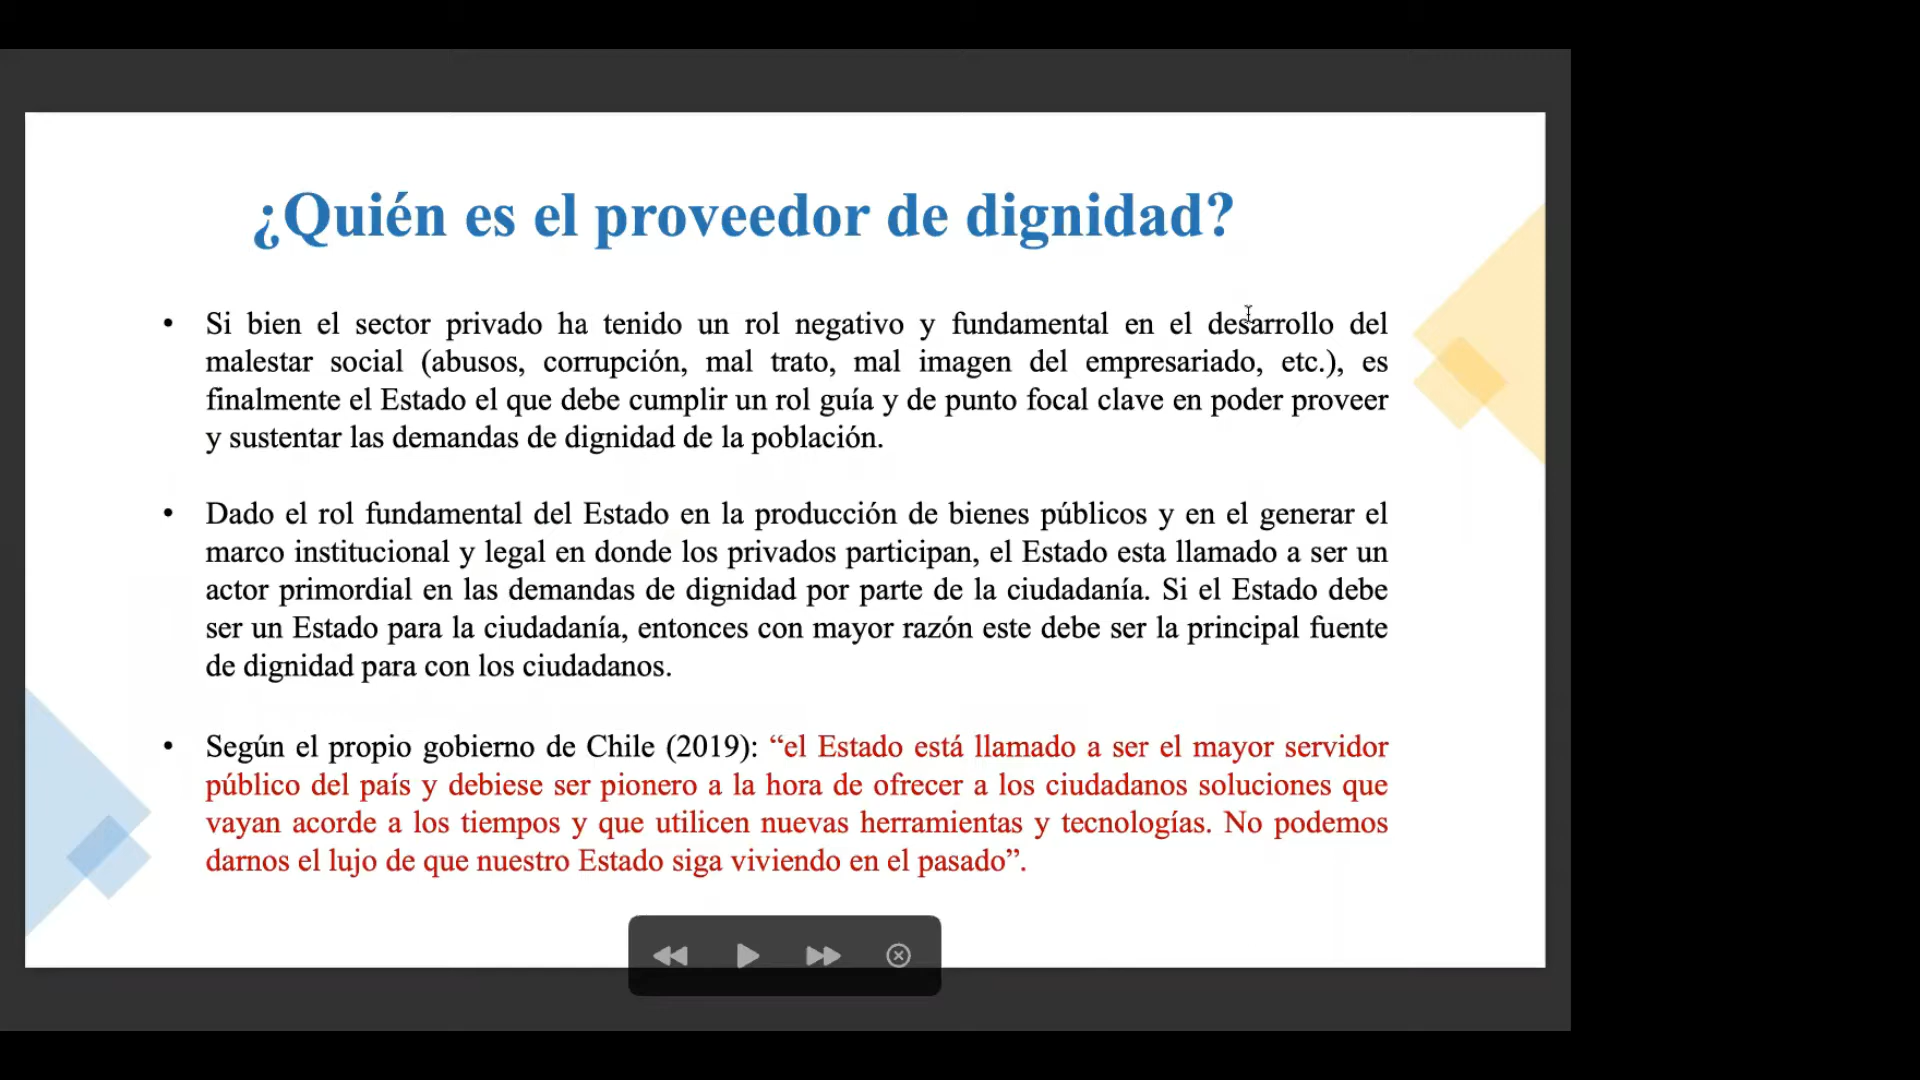 ¿Quién es el proveedor de dignidad?
• Si bien el sector privado ha tenido un rol negativo y fundamental en el desarrollo del
malestar social (abusos, corrupción, mal trato, mal imagen del empresariado, etc.), es
finalmente el Estado el que debe cumplir un rol guía y de punto focal clave en poder proveer
y sustentar las demandas de dignidad de la población.
• Dado el rol fundamental del Estado en la producción de bienes públicos y en el generar el
marco institucional y legal en donde los privados participan, el Estado esta llamado a ser un
actor primordial en las demandas de dignidad por parte de la ciudadanía. Si el Estado debe
ser un Estado para la ciudadanía, entonces con mayor razón este debe ser la principal fuente
de dignidad para con los ciudadanos.
• Según el propio gobierno de Chile (2019): “el Estado está llamado a ser el mayor servidor
público del país y debiese ser pionero a la hora de ofrecer a los ciudadanos soluciones que
vayan acorde a los tiempos y que utilicen nuevas herramientas y tecnologías. No podemos
darnos el lujo de que nuestro Estado siga viviendo en el pasado”.